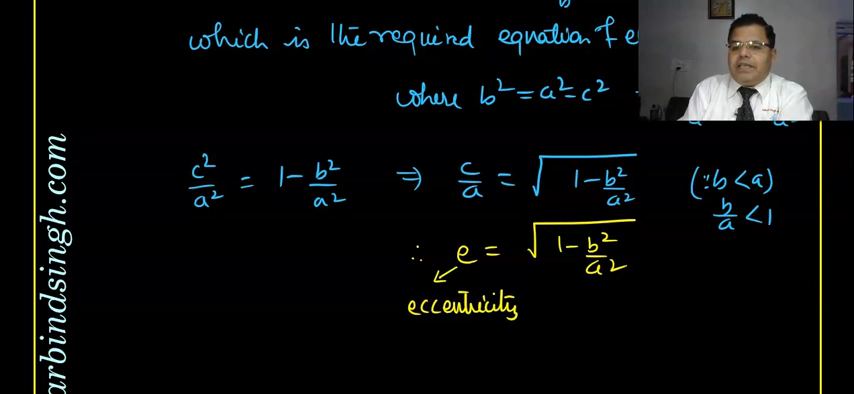 which is the required equation of
where b² = a² - c²
c²/a² = 1 - b²/a² ⇒ c/a = √(1 - b²/a²) (∵ b < a)
b/a < 1
∴ e = √(1 - b²/a²)
eccentricity
arbindsingh.com